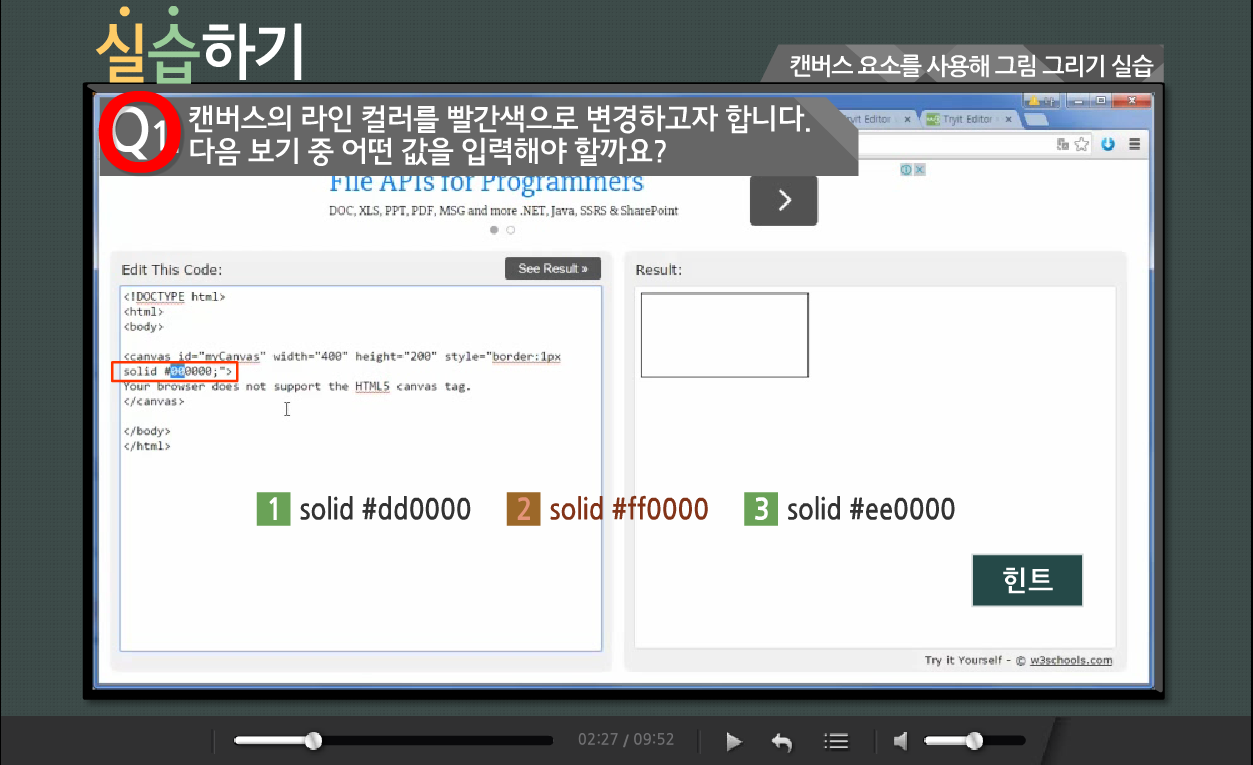 실습하기
캔버스 요소를 사용해 그림 그리기 실습
Q1. 캔버스의 라인 컬러를 빨간색으로 변경하고자 합니다.
다음 보기 중 어떤 값을 입력해야 할까요?
Tryit Editor
File APIs for Programmers
DOC, XLS, PPT, PDF, MSG and more .NET, Java, SSRS & SharePoint
Edit This Code:
See Result »
Result:
<!DOCTYPE html>
<html>
<body>
<canvas id="myCanvas" width="400" height="200" style="border:1px
solid #000000;">
Your browser does not support the HTML5 canvas tag.
</canvas>
</body>
</html>
1 solid #dd0000
2 solid #ff0000
3 solid #ee0000
힌트
Try it Yourself - © w3schools.com
02:27 / 09:52